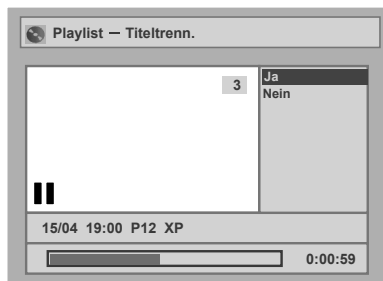 Playlist — Titeltrenn.
3
Ja
Nein
15/04 19:00 P12 XP
0:00:59